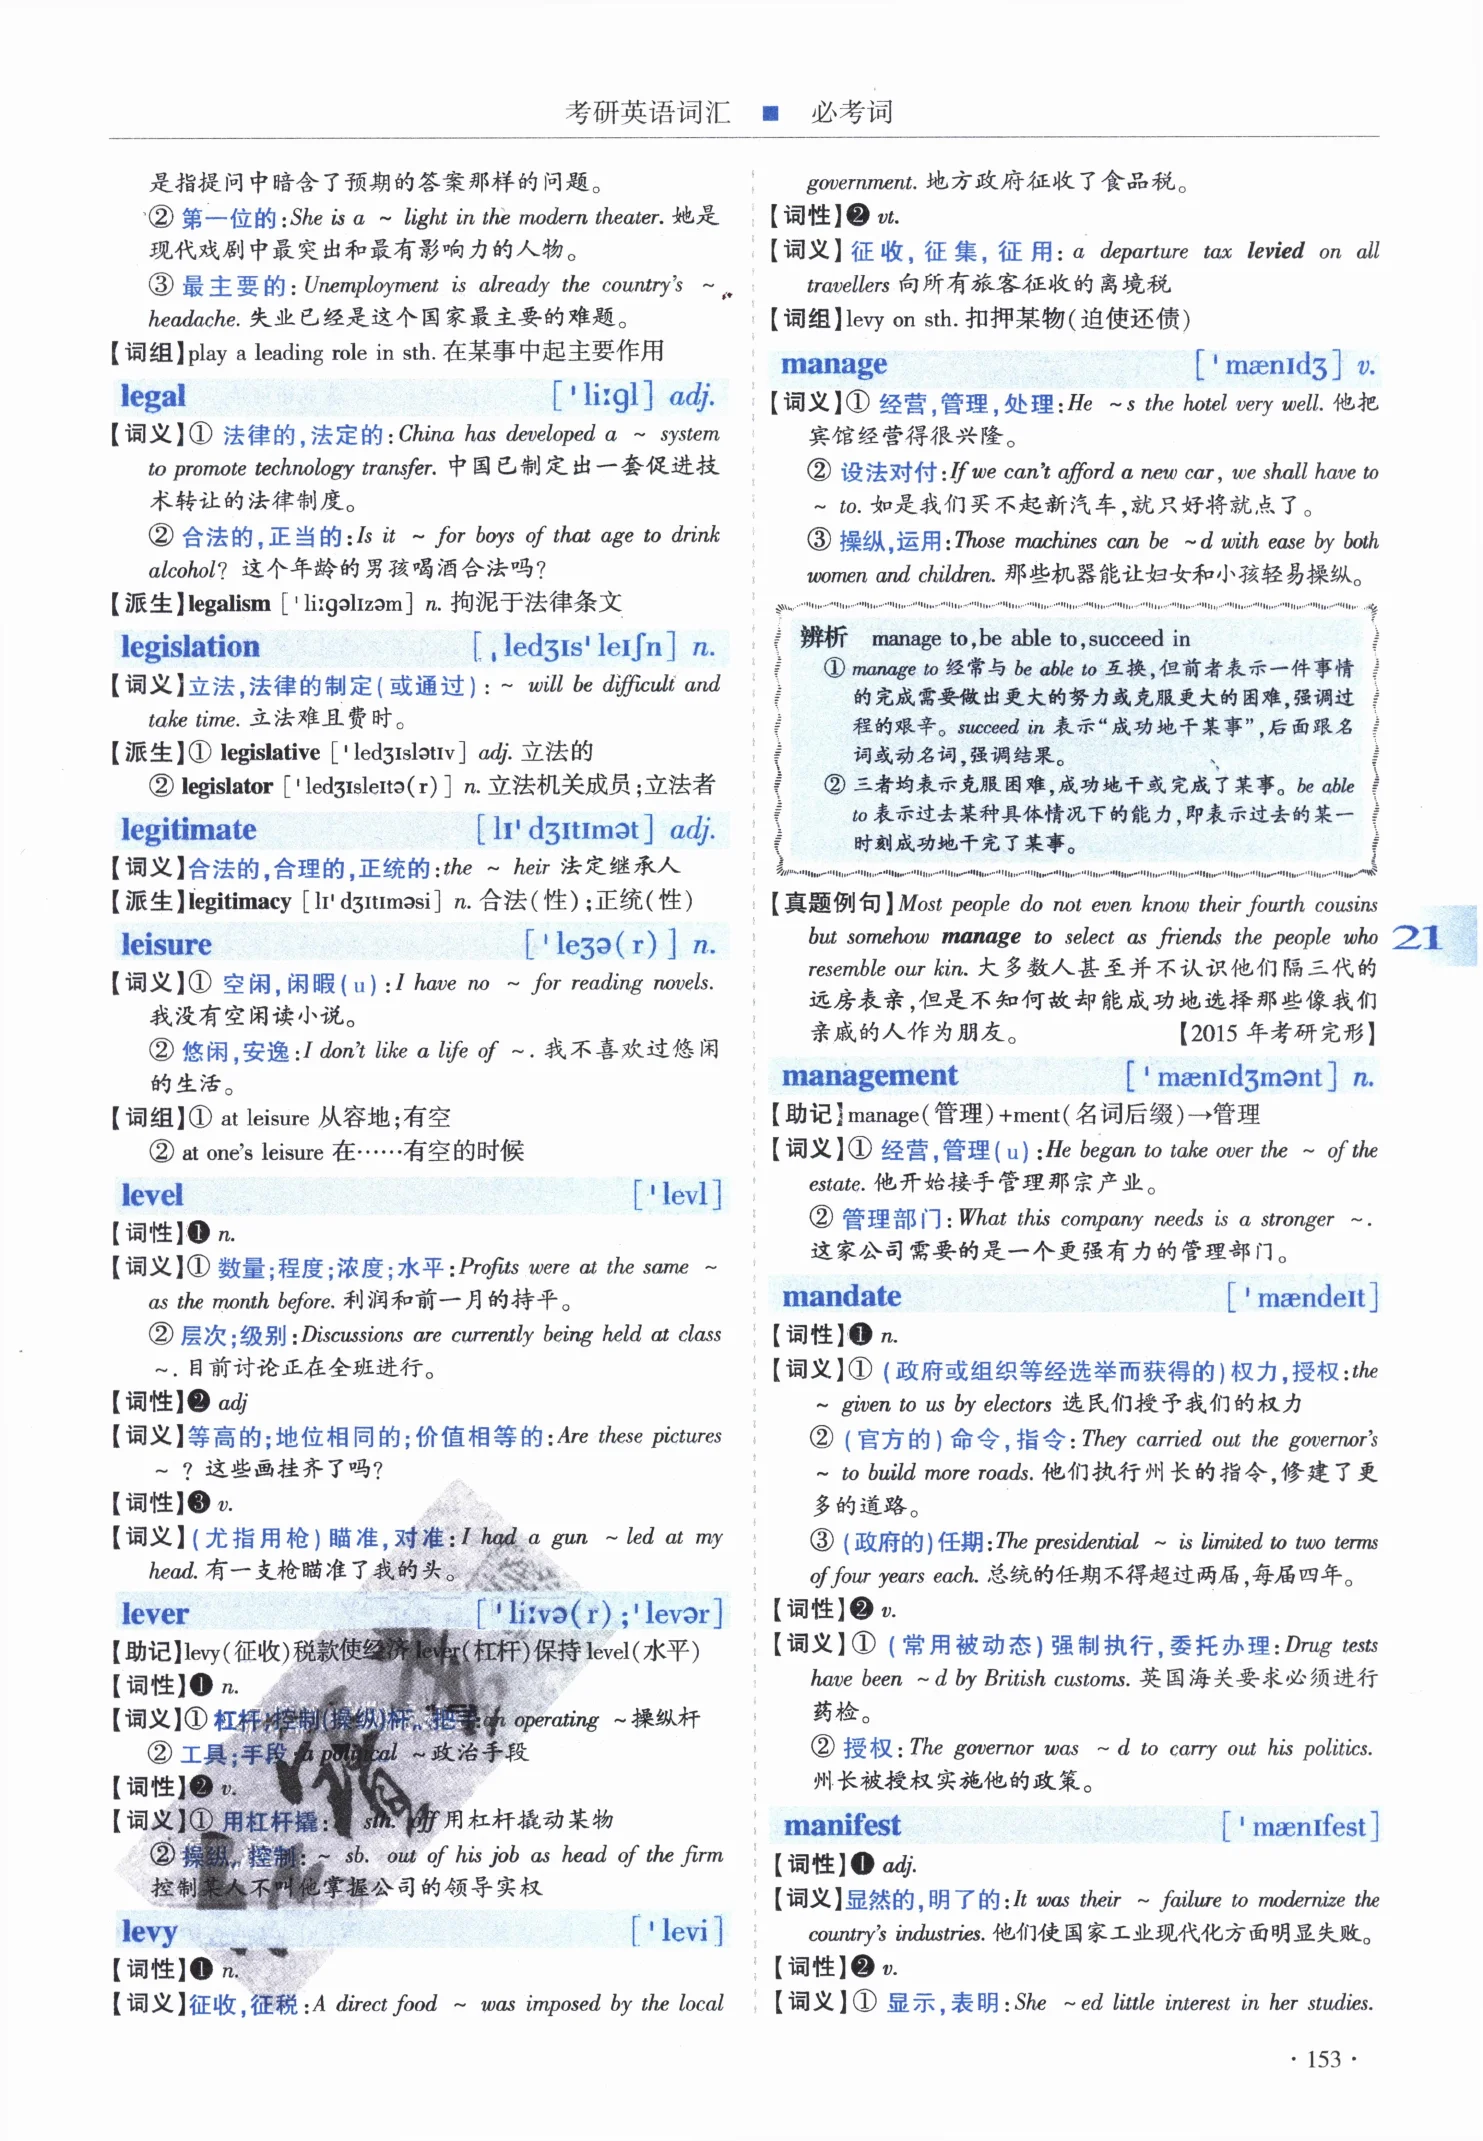 考研英语词汇 ■ 必考词
是指提问中暗含了预期的答案那样的问题。
② 第一位的:She is a ~ light in the modern theater. 她是
现代戏剧中最突出和最有影响力的人物。
③ 最主要的: Unemployment is already the country's ~
headache. 失业已经是这个国家最主要的难题。
【词组】play a leading role in sth. 在某事中起主要作用
legal [ˈliːgl] adj.
【词义】① 法律的,法定的:China has developed a ~ system
to promote technology transfer. 中国已制定出一套促进技
术转让的法律制度。
② 合法的,正当的:Is it ~ for boys of that age to drink
alcohol? 这个年龄的男孩喝酒合法吗?
【派生】legalism [ˈliːgəlɪzəm] n. 拘泥于法律条文
legislation [ˌledʒɪsˈleɪʃn] n.
【词义】立法,法律的制定(或通过): ~ will be difficult and
take time. 立法难且费时。
【派生】① legislative [ˈledʒɪslətɪv] adj. 立法的
② legislator [ˈledʒɪsleɪtə(r)] n. 立法机关成员;立法者
legitimate [lɪˈdʒɪtɪmət] adj.
【词义】合法的,合理的,正统的:the ~ heir 法定继承人
【派生】legitimacy [lɪˈdʒɪtɪməsi] n. 合法(性);正统(性)
leisure [ˈleʒə(r)] n.
【词义】① 空闲,闲暇(u):I have no ~ for reading novels.
我没有空闲读小说。
② 悠闲,安逸:I don't like a life of ~. 我不喜欢过悠闲
的生活。
【词组】① at leisure 从容地;有空
② at one's leisure 在……有空的时候
level [ˈlevl]
【词性】❶ n.
【词义】① 数量;程度;浓度;水平:Profits were at the same ~
as the month before. 利润和前一月的持平。
② 层次;级别:Discussions are currently being held at class
~. 目前讨论正在全班进行。
【词性】❷ adj
【词义】等高的;地位相同的;价值相等的:Are these pictures
~ ? 这些画挂齐了吗?
【词性】❸ v.
【词义】(尤指用枪)瞄准,对准:I had a gun ~led at my
head. 有一支枪瞄准了我的头。
lever [ˈliːvə(r);ˈlevər]
【助记】levy(征收)税款使经济 lever(杠杆)保持 level(水平)
【词性】❶ n.
【词义】① 杠杆;控制(操纵)杆,把手:an operating ~操纵杆
② 工具;手段:a political ~政治手段
【词性】❷ v.
【词义】① 用杠杆撬: sth. off 用杠杆撬动某物
② 操纵,控制: ~ sb. out of his job as head of the firm
控制某人不叫他掌握公司的领导实权
levy [ˈlevi]
【词性】❶ n.
【词义】征收,征税:A direct food ~ was imposed by the local
government. 地方政府征收了食品税。
【词性】❷ vt.
【词义】征收,征集,征用: a departure tax levied on all
travellers 向所有旅客征收的离境税
【词组】levy on sth. 扣押某物(迫使还债)
manage [ˈmænɪdʒ] v.
【词义】① 经营,管理,处理:He ~s the hotel very well. 他把
宾馆经营得很兴隆。
② 设法对付:If we can't afford a new car, we shall have to
~ to. 如是我们买不起新汽车,就只好将就点了。
③ 操纵,运用:Those machines can be ~d with ease by both
women and children. 那些机器能让妇女和小孩轻易操纵。
辨析 manage to,be able to,succeed in
① manage to 经常与 be able to 互换,但前者表示一件事情
的完成需要做出更大的努力或克服更大的困难,强调过
程的艰辛。succeed in 表示“成功地干某事”,后面跟名
词或动名词,强调结果。
② 三者均表示克服困难,成功地干或完成了某事。be able
to 表示过去某种具体情况下的能力,即表示过去的某一
时刻成功地干完了某事。
【真题例句】Most people do not even know their fourth cousins
but somehow manage to select as friends the people who
resemble our kin. 大多数人甚至并不认识他们隔三代的
远房表亲,但是不知何故却能成功地选择那些像我们
亲戚的人作为朋友。 【2015 年考研完形】
management [ˈmænɪdʒmənt] n.
【助记】manage(管理)+ment(名词后缀)→管理
【词义】① 经营,管理(u):He began to take over the ~ of the
estate. 他开始接手管理那宗产业。
② 管理部门:What this company needs is a stronger ~.
这家公司需要的是一个更强有力的管理部门。
mandate [ˈmændeɪt]
【词性】❶ n.
【词义】① (政府或组织等经选举而获得的)权力,授权:the
~ given to us by electors 选民们授予我们的权力
② (官方的)命令,指令:They carried out the governor's
~ to build more roads. 他们执行州长的指令,修建了更
多的道路。
③ (政府的)任期:The presidential ~ is limited to two terms
of four years each. 总统的任期不得超过两届,每届四年。
【词性】❷ v.
【词义】① (常用被动态)强制执行,委托办理:Drug tests
have been ~d by British customs. 英国海关要求必须进行
药检。
② 授权:The governor was ~d to carry out his politics.
州长被授权实施他的政策。
manifest [ˈmænɪfest]
【词性】❶ adj.
【词义】显然的,明了的:It was their ~ failure to modernize the
country's industries. 他们使国家工业现代化方面明显失败。
【词性】❷ v.
【词义】① 显示,表明:She ~ed little interest in her studies.
21
· 153 ·